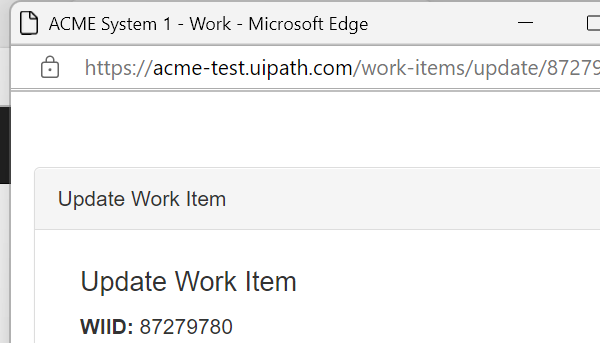 ACME System 1 - Work - Microsoft Edge
https://acme-test.uipath.com/work-items/update/87279
Update Work Item
Update Work Item
WIID: 87279780